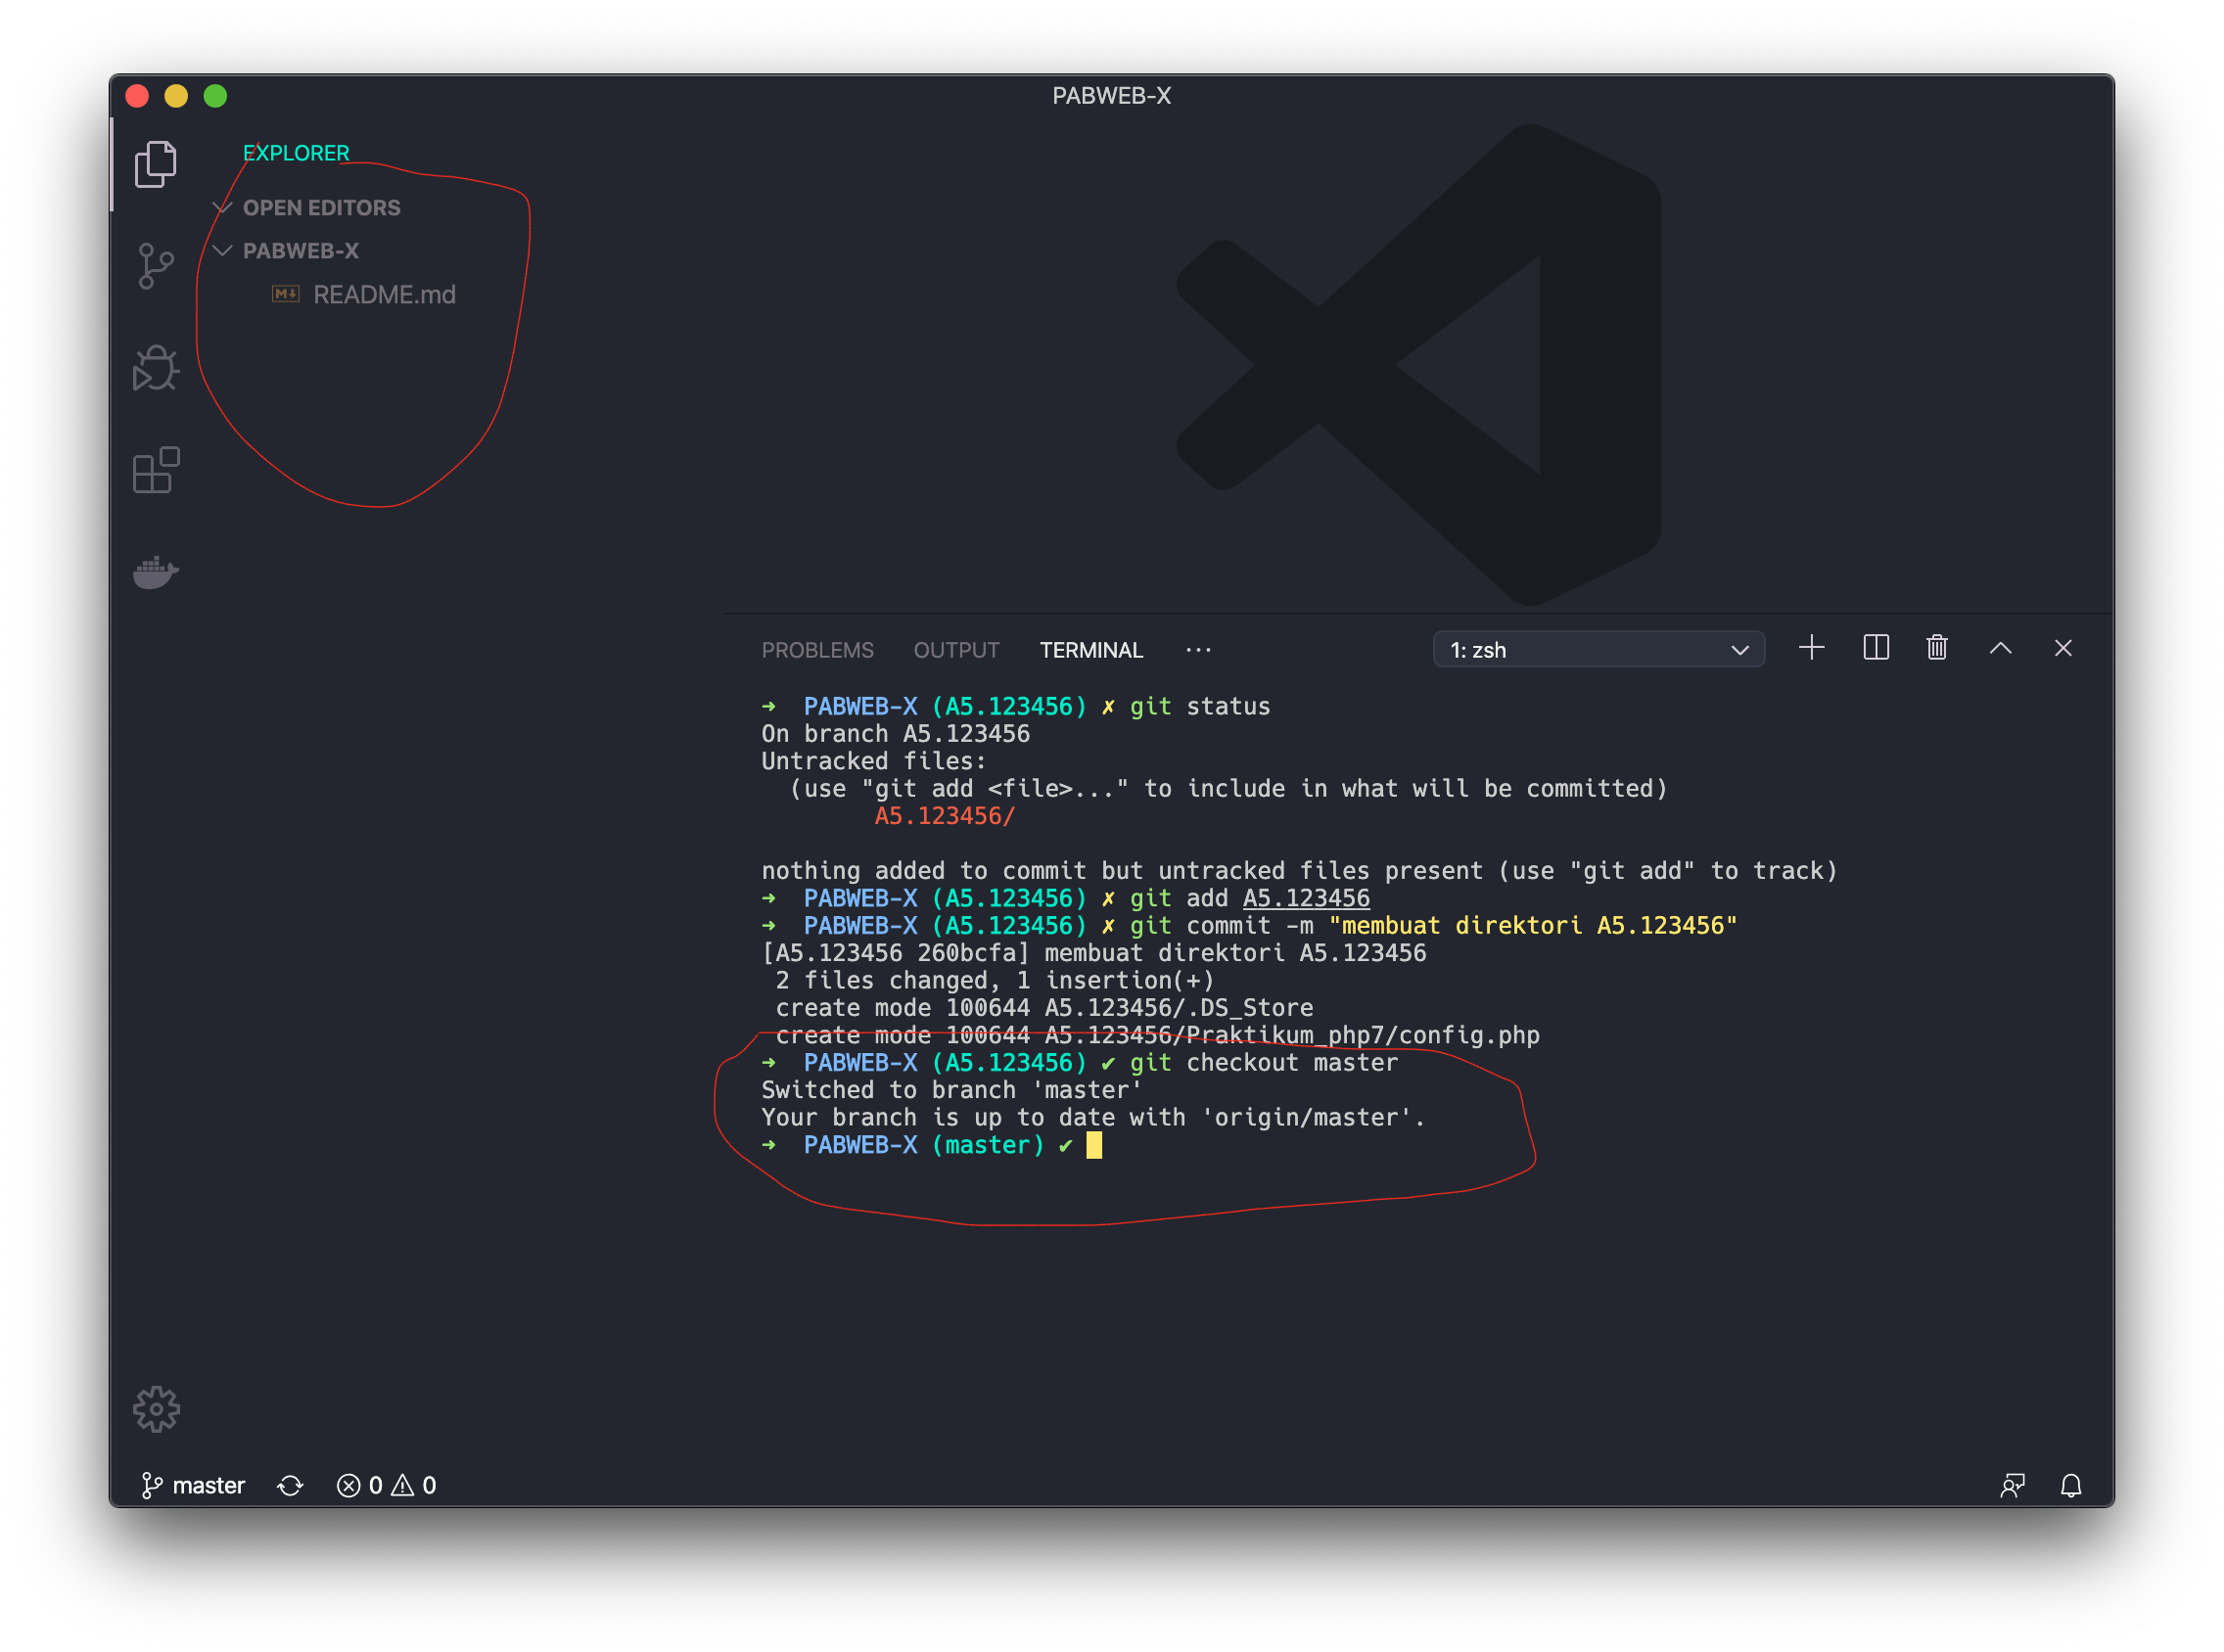 PABWEB-X
EXPLORER
OPEN EDITORS
PABWEB-X
README.md
PROBLEMS OUTPUT TERMINAL ··· 1: zsh
➜ PABWEB-X (A5.123456) ✗ git status
On branch A5.123456
Untracked files:
(use "git add <file>..." to include in what will be committed)
A5.123456/
nothing added to commit but untracked files present (use "git add" to track)
➜ PABWEB-X (A5.123456) ✗ git add A5.123456
➜ PABWEB-X (A5.123456) ✗ git commit -m "membuat direktori A5.123456"
[A5.123456 260bcfa] membuat direktori A5.123456
2 files changed, 1 insertion(+)
create mode 100644 A5.123456/.DS_Store
create mode 100644 A5.123456/Praktikum_php7/config.php
➜ PABWEB-X (A5.123456) ✔ git checkout master
Switched to branch 'master'
Your branch is up to date with 'origin/master'.
➜ PABWEB-X (master) ✔
master 0 0